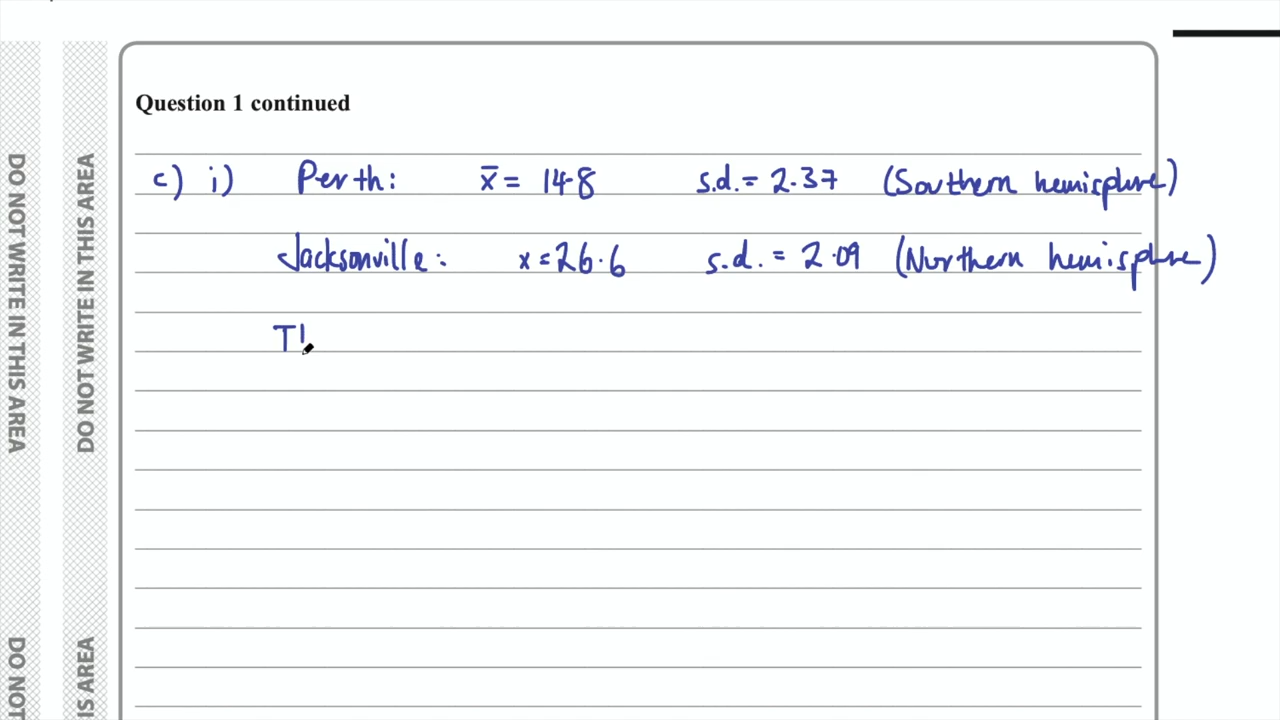 Question 1 continued
c) i) Perth: x̄ = 14.8 s.d. = 2.37 (Southern hemisphere)
Jacksonville: x = 26.6 s.d. = 2.09 (Northern hemisphere)
DO NOT WRITE IN THIS AREA
DO NOT WRITE IN THIS AREA
DO NOT
IS AREA